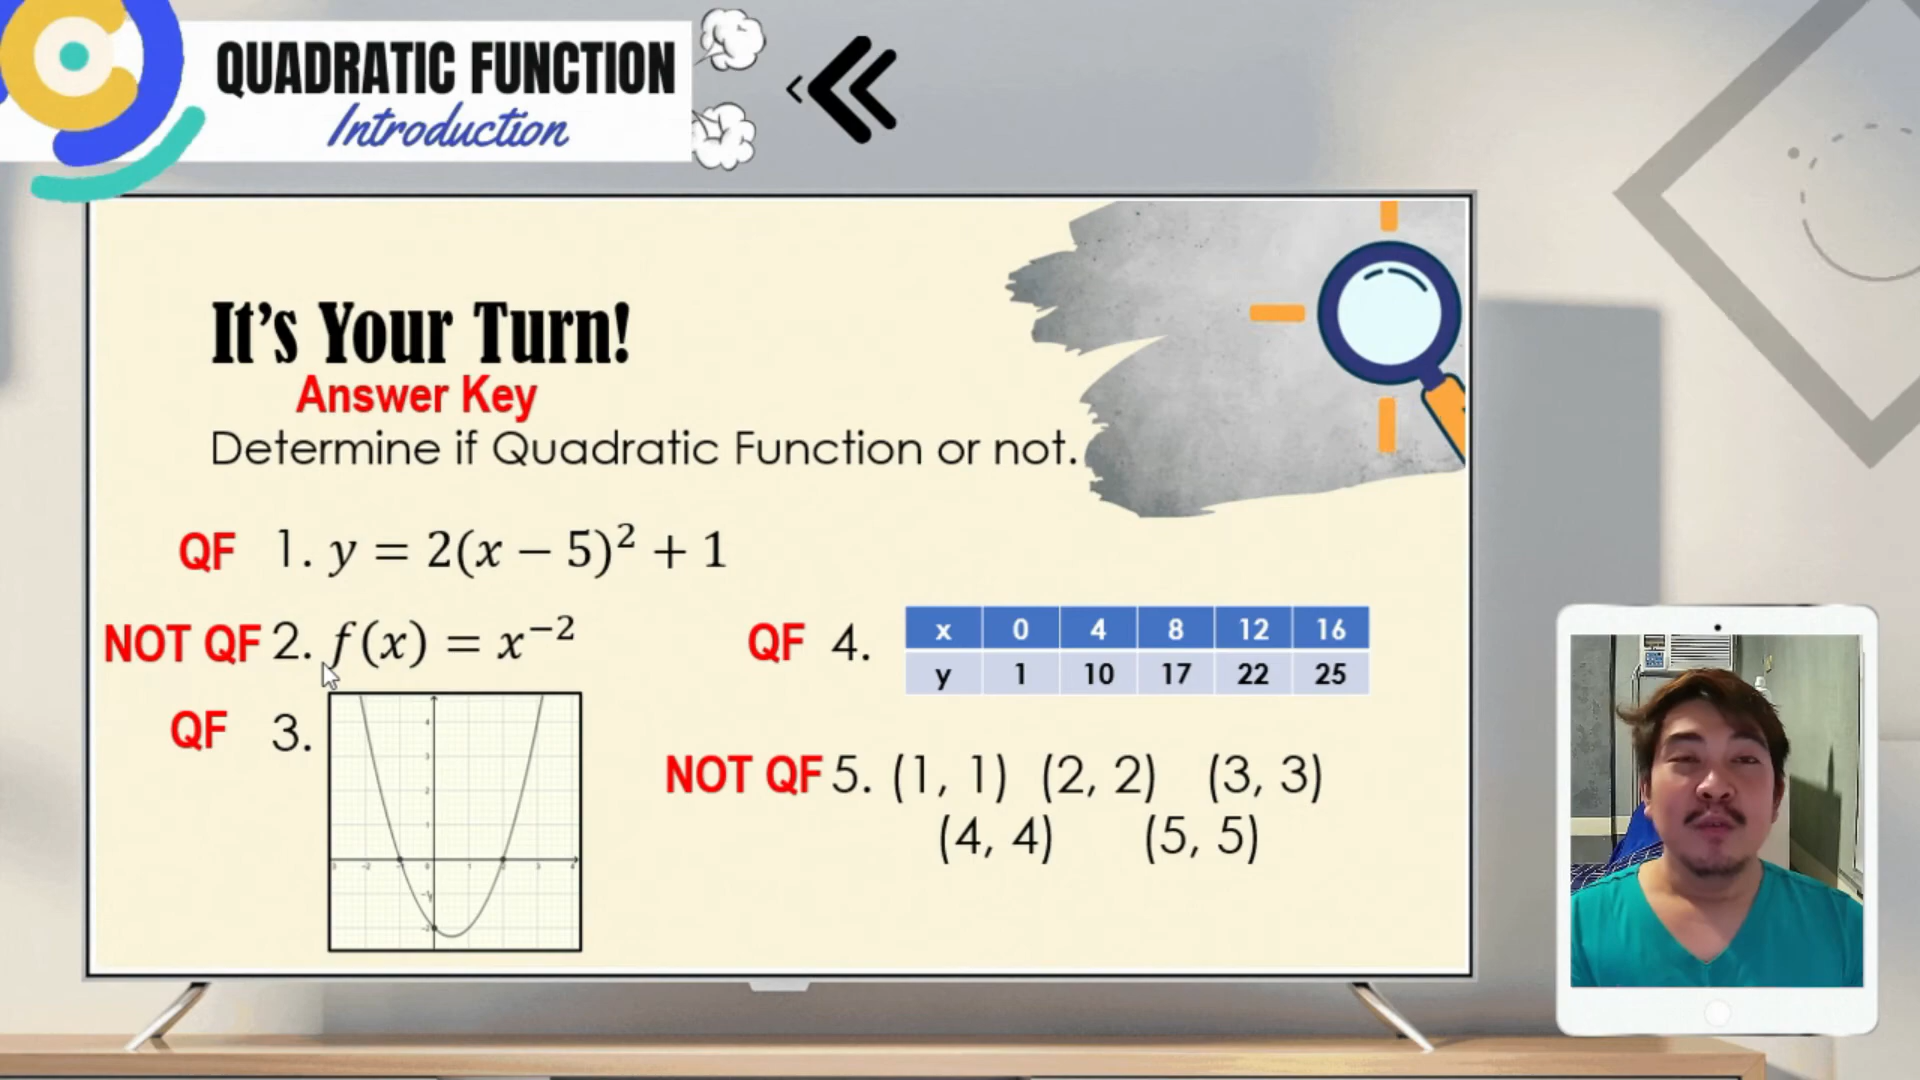 QUADRATIC FUNCTION
Introduction
It's Your Turn!
Answer Key
Determine if Quadratic Function or not.
QF 1. y = 2(x − 5)² + 1
NOT QF 2. f(x) = x⁻²
QF 3.
QF 4.
x 0 4 8 12 16
y 1 10 17 22 25
NOT QF 5. (1, 1) (2, 2) (3, 3)
(4, 4) (5, 5)